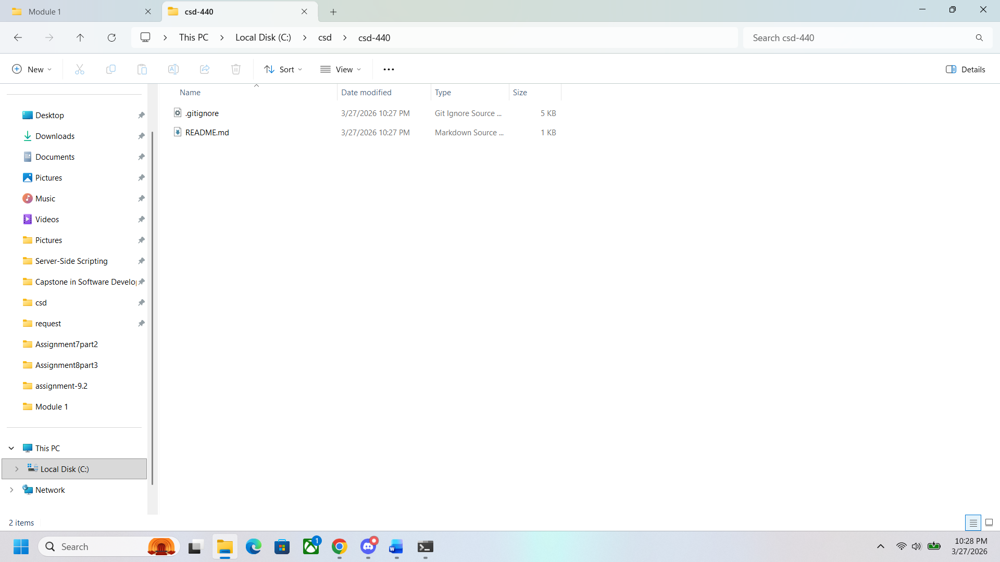 Module 1
csd-440
This PC
Local Disk (C:)
csd
csd-440
Search csd-440
New
Sort
View
Details
Name
Date modified
Type
Size
.gitignore
3/27/2026 10:27 PM
Git Ignore Source ...
5 KB
README.md
3/27/2026 10:27 PM
Markdown Source ...
1 KB
Desktop
Downloads
Documents
Pictures
Music
Videos
Pictures
Server-Side Scripting
Capstone in Software Develo
csd
request
Assignment7part2
Assignment8part3
assignment-9.2
Module 1
This PC
Local Disk (C:)
Network
2 items
Search
1
10:28 PM
3/27/2026